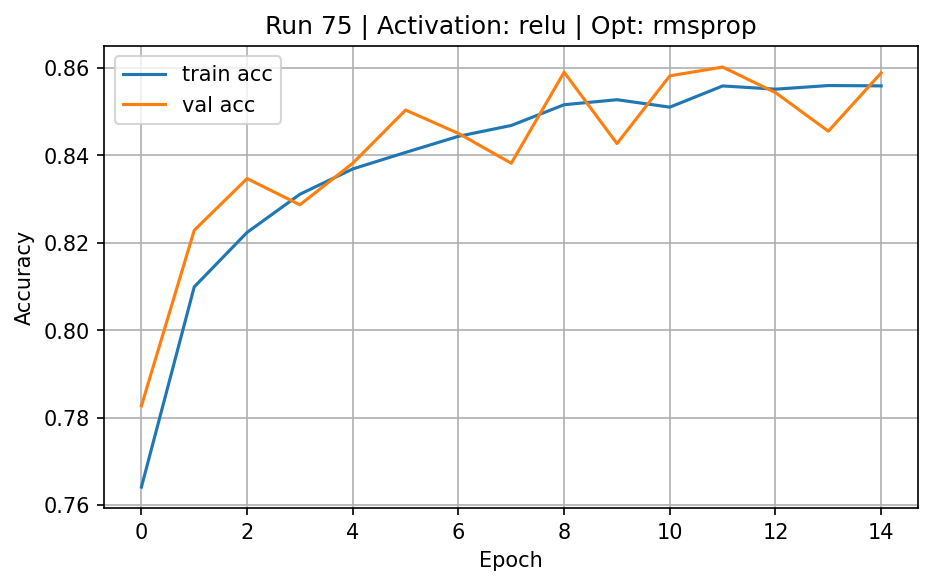 Run 75 | Activation: relu | Opt: rmsprop
train acc
val acc
0.86
0.84
0.82
0.80
0.78
0.76
Accuracy
0 2 4 6 8 10 12 14
Epoch